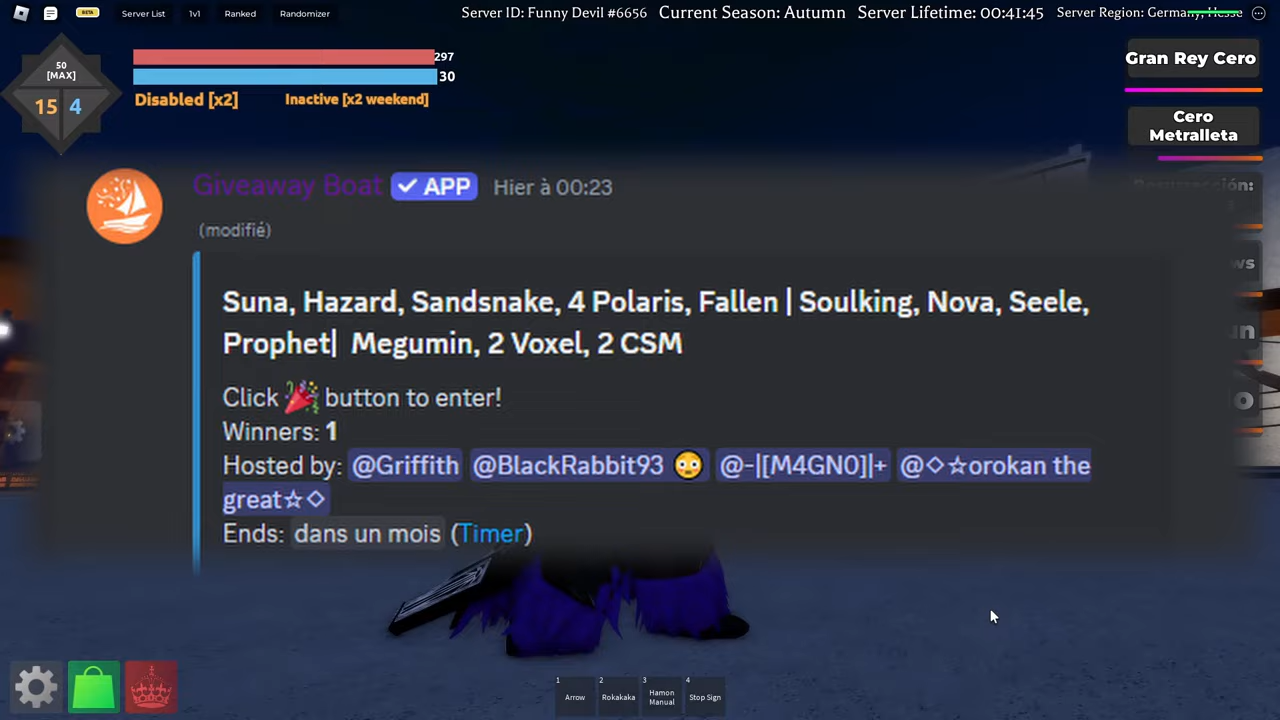 BETA
Server List
1v1
Ranked
Randomizer
Server ID: Funny Devil #6656
Current Season: Autumn
Server Lifetime: 00:41:45
Server Region: Germany, Hesse
50
[MAX]
15 4
297
30
Disabled [x2]
Inactive [x2 weekend]
Gran Rey Cero
Cero
Metralleta
Resurrección:
Giveaway Boat ✓ APP Hier à 00:23
(modifié)
Suna, Hazard, Sandsnake, 4 Polaris, Fallen | Soulking, Nova, Seele,
Prophet| Megumin, 2 Voxel, 2 CSM
Click 🎉 button to enter!
Winners: 1
Hosted by: @Griffith @BlackRabbit93 😳 @-|[M4GN0]|+ @◇☆orokan the
great☆◇
Ends: dans un mois (Timer)
1 Arrow
2 Rokakaka
3 Hamon
Manual
4 Stop Sign